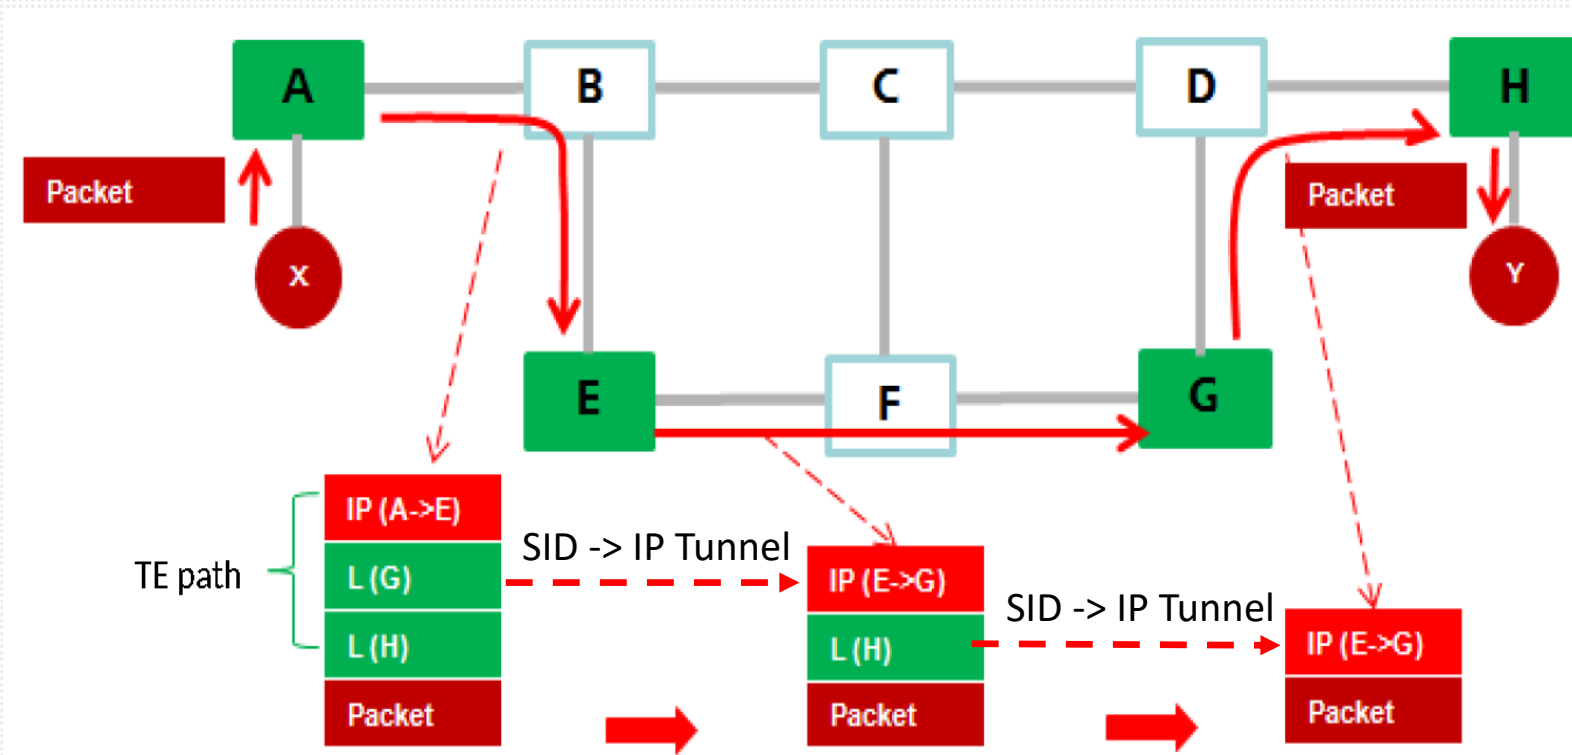 A
B
C
D
H
Packet
Packet
X
Y
E
F
G
IP (A->E)
L (G)
L (H)
Packet
TE path
SID -> IP Tunnel
IP (E->G)
L (H)
Packet
SID -> IP Tunnel
IP (E->G)
Packet